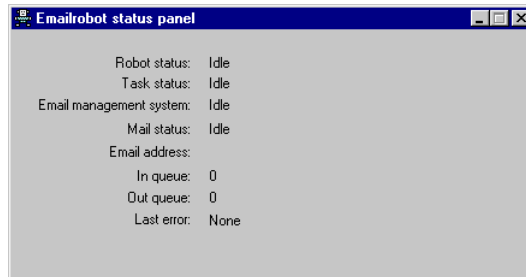 Emailrobot status panel
Robot status: Idle
Task status: Idle
Email management system: Idle
Mail status: Idle
Email address:
In queue: 0
Out queue: 0
Last error: None